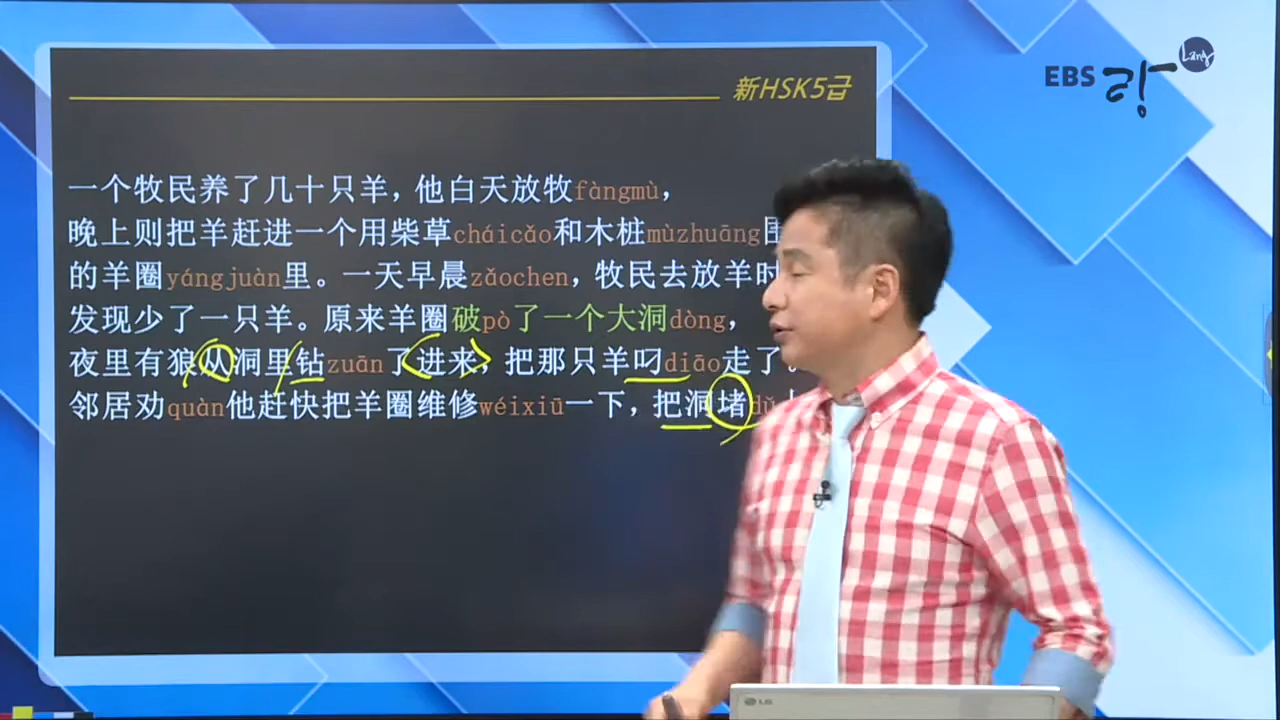 EBS 랑 Lang
新HSK5급
一个牧民养了几十只羊，他白天放牧fàngmù，
晚上则把羊赶进一个用柴草cháicǎo和木桩mùzhuāng
的羊圈yángjuàn里。一天早晨zǎochen，牧民去放羊时
发现少了一只羊。原来羊圈破pò了一个大洞dòng，
夜里有狼从洞里钻zuān了进来，把那只羊叼diāo走了。
邻居劝quàn他赶快把羊圈维修wéixiū一下，把洞堵
LG